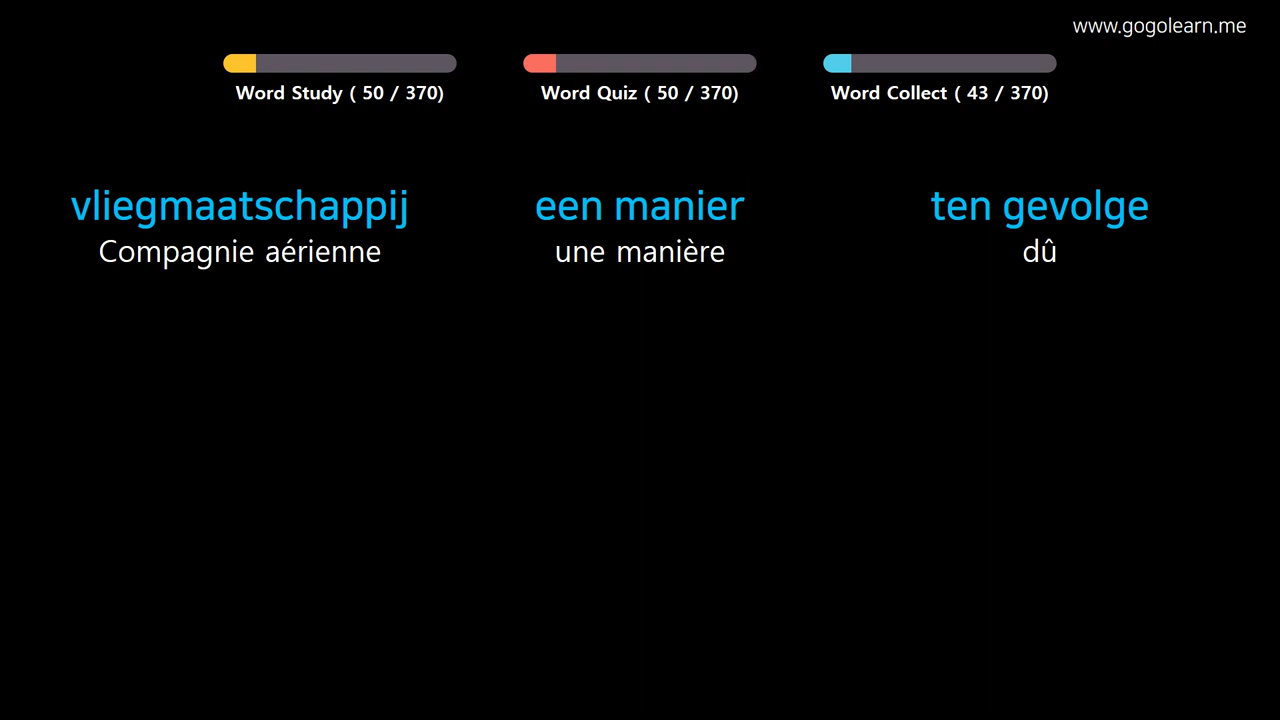 www.gogolearn.me
Word Study ( 50 / 370)
Word Quiz ( 50 / 370)
Word Collect ( 43 / 370)
vliegmaatschappij
Compagnie aérienne
een manier
une manière
ten gevolge
dû